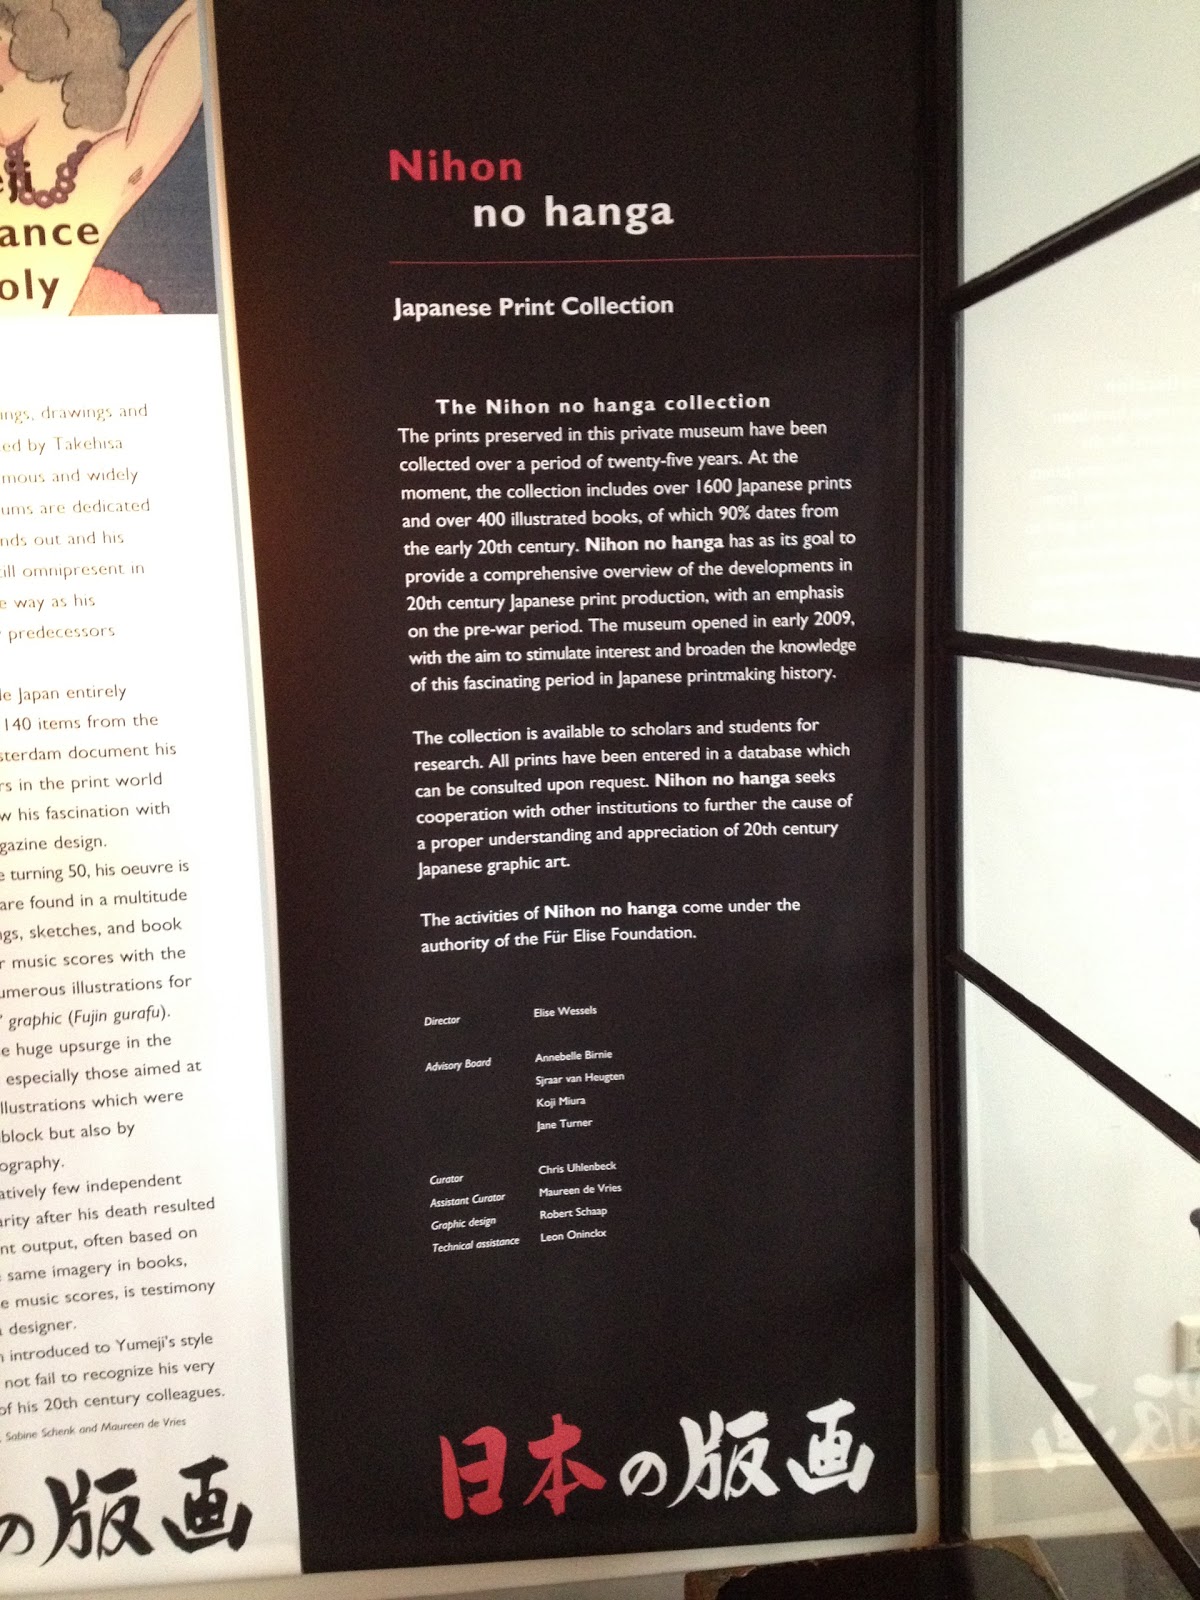 ance
oly
ings, drawings and
ed by Takehisa
mous and widely
ums are dedicated
nds out and his
till omnipresent in
e way as his
predecessors
de Japan entirely
140 items from the
sterdam document his
rs in the print world
w his fascination with
gazine design.
e turning 50, his oeuvre is
are found in a multitude
ngs, sketches, and book
r music scores with the
umerous illustrations for
' graphic (Fujin gurafu).
e huge upsurge in the
especially those aimed at
llustrations which were
block but also by
ography.
atively few independent
arity after his death resulted
nt output, often based on
same imagery in books,
e music scores, is testimony
designer.
n introduced to Yumeji's style
not fail to recognize his very
of his 20th century colleagues.
Sabine Schenk and Maureen de Vries
の版画
Nihon
no hanga
Japanese Print Collection
The Nihon no hanga collection
The prints preserved in this private museum have been
collected over a period of twenty-five years. At the
moment, the collection includes over 1600 Japanese prints
and over 400 illustrated books, of which 90% dates from
the early 20th century. Nihon no hanga has as its goal to
provide a comprehensive overview of the developments in
20th century Japanese print production, with an emphasis
on the pre-war period. The museum opened in early 2009,
with the aim to stimulate interest and broaden the knowledge
of this fascinating period in Japanese printmaking history.
The collection is available to scholars and students for
research. All prints have been entered in a database which
can be consulted upon request. Nihon no hanga seeks
cooperation with other institutions to further the cause of
a proper understanding and appreciation of 20th century
Japanese graphic art.
The activities of Nihon no hanga come under the
authority of the Für Elise Foundation.
Director Elise Wessels
Advisory Board Annebelle Birnie
Sjraar van Heugten
Koji Miura
Jane Turner
Curator Chris Uhlenbeck
Assistant Curator Maureen de Vries
Graphic design Robert Schaap
Technical assistance Leon Oninckx
日本の版画